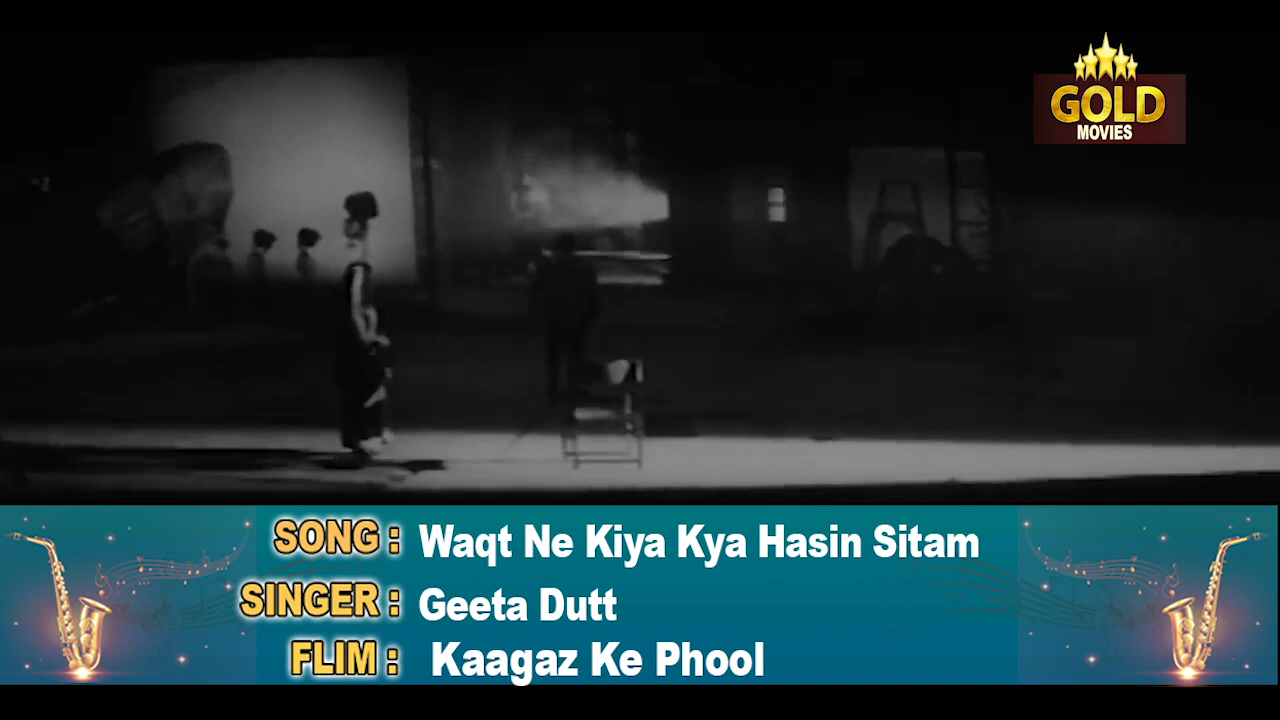 GOLD
MOVIES
SONG : Waqt Ne Kiya Kya Hasin Sitam
SINGER : Geeta Dutt
FLIM : Kaagaz Ke Phool